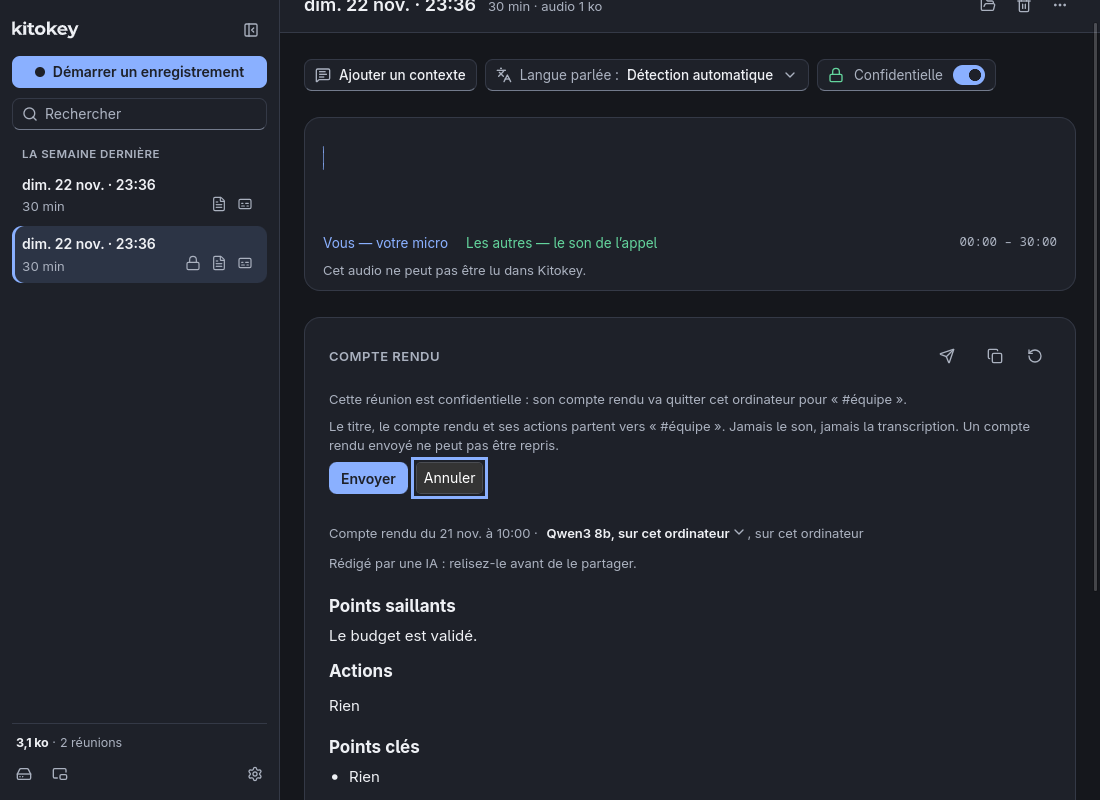 kitokey
Démarrer un enregistrement
Rechercher
LA SEMAINE DERNIÈRE
dim. 22 nov. · 23:36
30 min
dim. 22 nov. · 23:36
30 min
3,1 ko · 2 réunions
dim. 22 nov. · 23:36 30 min · audio 1 ko
Ajouter un contexte Langue parlée : Détection automatique Confidentielle
Vous — votre micro Les autres — le son de l’appel 00:00 – 30:00
Cet audio ne peut pas être lu dans Kitokey.
COMPTE RENDU
Cette réunion est confidentielle : son compte rendu va quitter cet ordinateur pour « #équipe ».
Le titre, le compte rendu et ses actions partent vers « #équipe ». Jamais le son, jamais la transcription. Un compte
rendu envoyé ne peut pas être repris.
Envoyer Annuler
Compte rendu du 21 nov. à 10:00 · Qwen3 8b, sur cet ordinateur , sur cet ordinateur
Rédigé par une IA : relisez-le avant de le partager.
Points saillants
Le budget est validé.
Actions
Rien
Points clés
• Rien